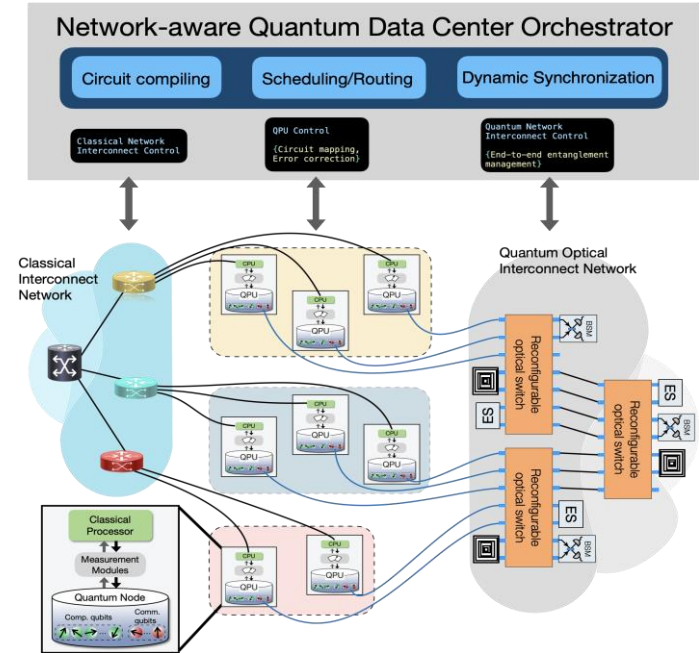 Network-aware Quantum Data Center Orchestrator
Circuit compiling
Scheduling/Routing
Dynamic Synchronization
Classical Network
Interconnect Control
QPU Control
{Circuit mapping,
Error correction}
Quantum Network
Interconnect Control
{End-to-end entanglement
management}
Classical
Interconnect
Network
Quantum Optical
Interconnect Network
CPU
QPU
CPU
QPU
CPU
QPU
CPU
QPU
CPU
QPU
CPU
QPU
CPU
QPU
CPU
QPU
Reconfigurable
optical switch
BSM
ES
Reconfigurable
optical switch
ES
BSM
Reconfigurable
optical switch
ES
BSM
Classical
Processor
Measurement
Modules
Quantum Node
Comp. qubits
Comm.
qubits
...
...